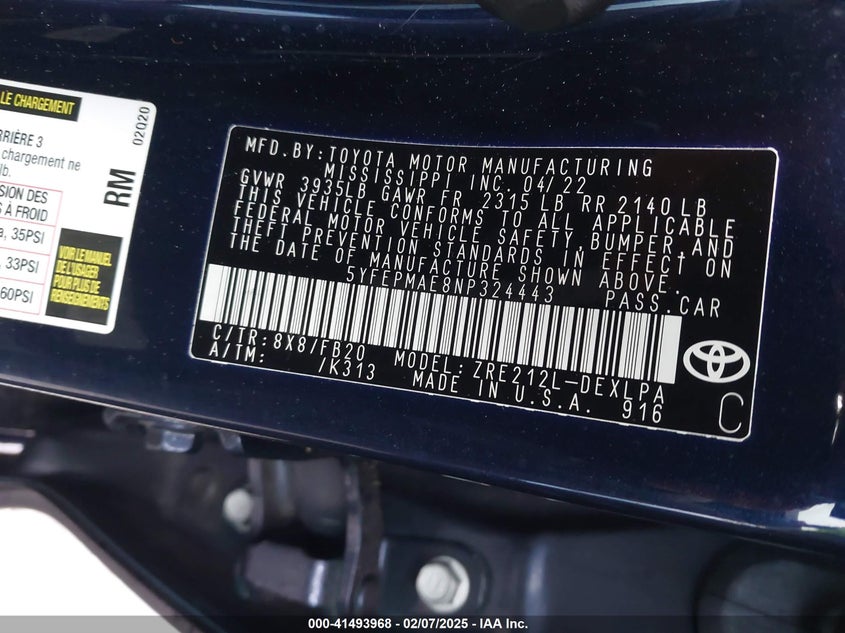 LE CHARGEMENT
RRIÈRE 3
chargement ne
lb.
SION DES
À FROID
a, 35PSI
, 33PSI
60PSI
RM
02Q20
VOIR LE MANUEL
DE L'USAGER
POUR PLUS DE
RENSEIGNEMENTS
MFD.BY:TOYOTA MOTOR MANUFACTURING
MISSISSIPPI INC. 04/22
GVWR 3935LB GAWR FR 2315 LB RR 2140 LB
THIS VEHICLE CONFORMS TO ALL APPLICABLE
FEDERAL MOTOR VEHICLE SAFETY,BUMPER,AND
THEFT PREVENTION STANDARDS IN EFFECT ON
THE DATE OF MANUFACTURE SHOWN ABOVE.
5YFEPMAE8NP324443 PASS.CAR
C/TR: 8X8/FB20 MODEL: ZRE212L-DEXLPA
A/TM: /K313 MADE IN U.S.A. 916
C
000-41493968 - 02/07/2025 - IAA Inc.